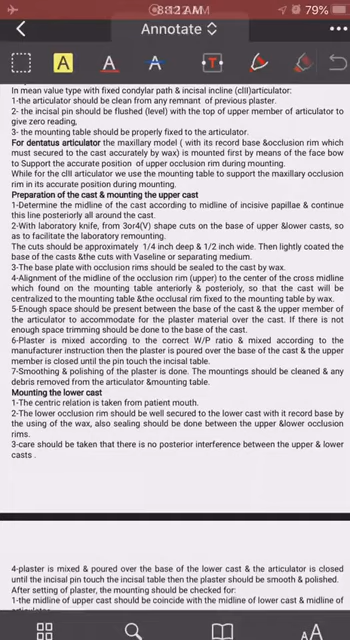 79%
Annotate
In mean value type with fixed condylar path & incisal incline (clII)articulator:
1-the articulator should be clean from any remnant of previous plaster.
2- the incisal pin should be flushed (level) with the top of upper member of articulator to
give zero reading,
3- the mounting table should be properly fixed to the articulator.
For dentatus articulator the maxillary model ( with its record base &occlusion rim which
must secured to the cast accurately by wax) is mounted first by means of the face bow
to Support the accurate position of upper occlusion rim during mounting.
While for the clII articulator we use the mounting table to support the maxillary occlusion
rim in its accurate position during mounting.
Preparation of the cast & mounting the upper cast
1-Determine the midline of the cast according to midline of incisive papillae & continue
this line posteriorly all around the cast.
2-With laboratory knife, from 3or4(V) shape cuts on the base of upper &lower casts, so
as to facilitate the laboratory remounting.
The cuts should be approximately 1/4 inch deep & 1/2 inch wide. Then lightly coated the
base of the casts &the cuts with Vaseline or separating medium.
3-The base plate with occlusion rims should be sealed to the cast by wax.
4-Alignment of the midline of the occlusion rim (upper) to the center of the cross midline
which found on the mounting table anteriorly & posterioly, so that the cast will be
centralized to the mounting table &the occlusal rim fixed to the mounting table by wax.
5-Enough space should be present between the base of the cast & the upper member of
the articulator to accommodate for the plaster material over the cast. If there is not
enough space trimming should be done to the base of the cast.
6-Plaster is mixed according to the correct W/P ratio & mixed according to the
manufacturer instruction then the plaster is poured over the base of the cast & the upper
member is closed until the pin touch the incisal table.
7-Smoothing & polishing of the plaster is done. The mountings should be cleaned & any
debris removed from the articulator &mounting table.
Mounting the lower cast
1-The centric relation is taken from patient mouth.
2-The lower occlusion rim should be well secured to the lower cast with it record base by
the using of the wax, also sealing should be done between the upper &lower occlusion
rims.
3-care should be taken that there is no posterior interference between the upper & lower
casts .
4-plaster is mixed & poured over the base of the lower cast & the articulator is closed
until the incisal pin touch the incisal table then the plaster should be smooth & polished.
After setting of plaster, the mounting should be checked for:
1-the midline of upper cast should be coincide with the midline of lower cast & midline of
articulator